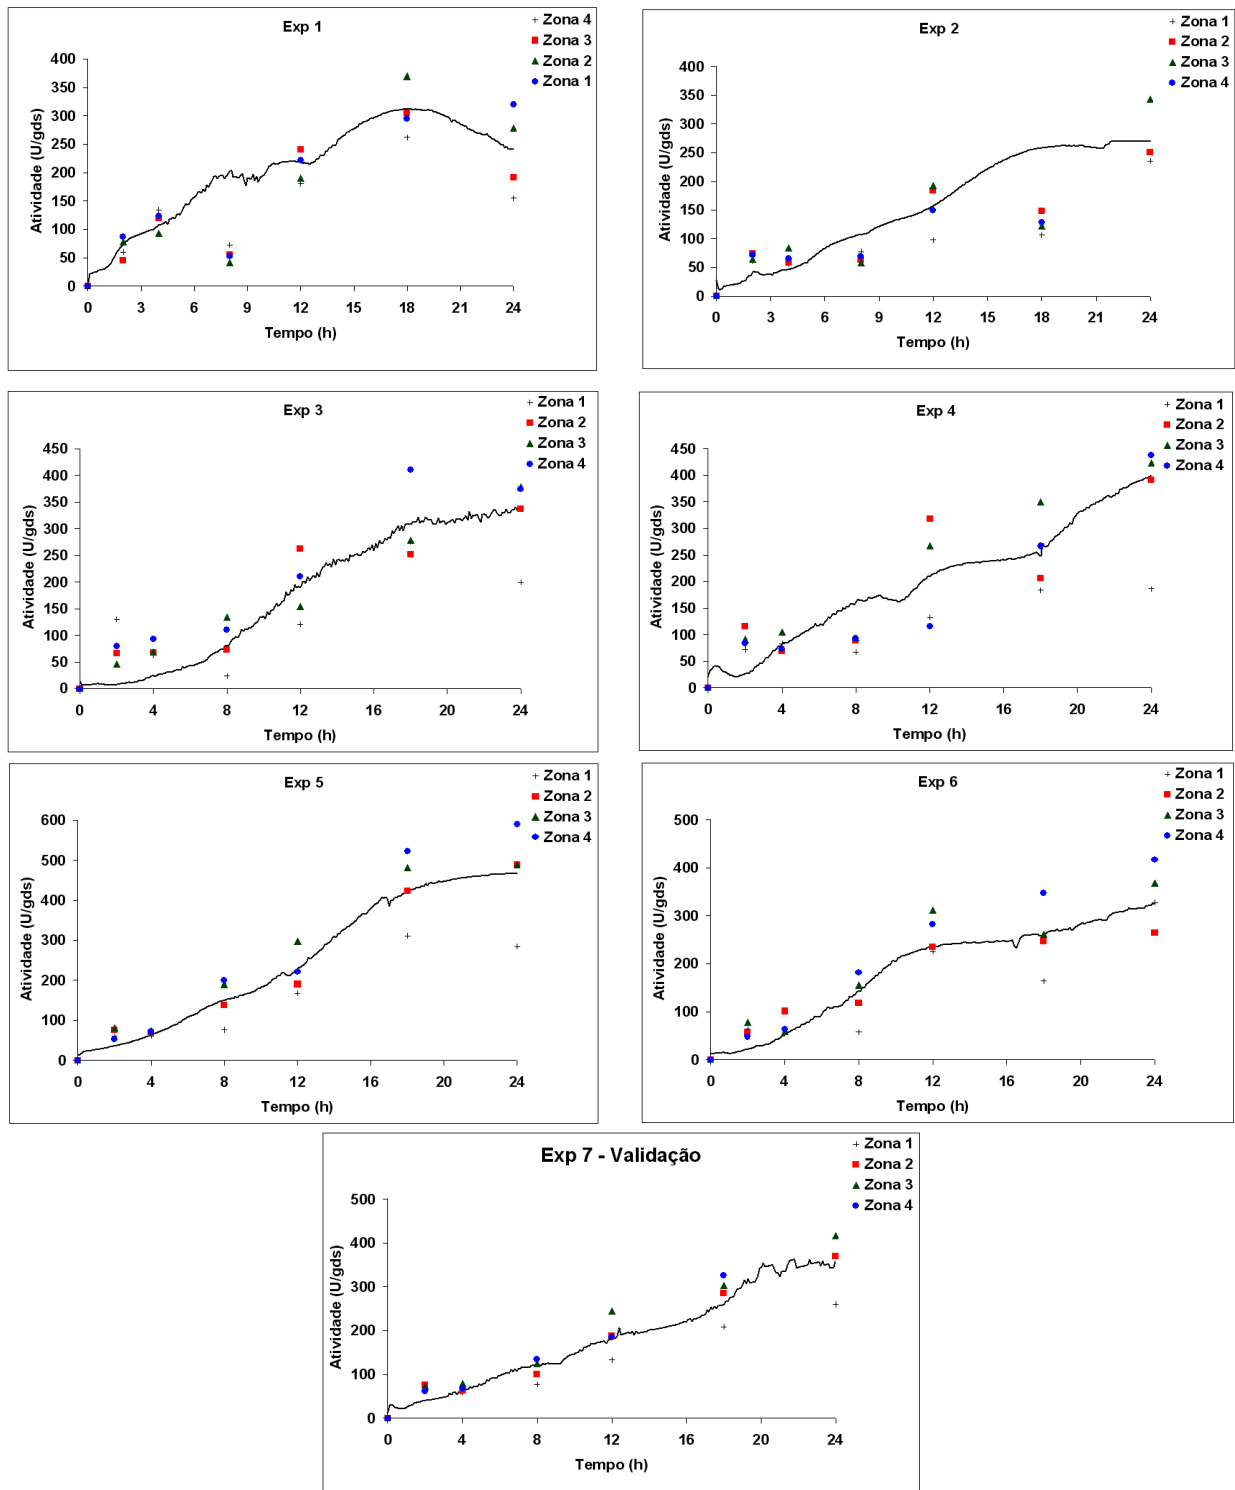 Exp 1
Zona 4
Zona 3
Zona 2
Zona 1
Atividade (U/gds)
400
350
300
250
200
150
100
50
0
0 3 6 9 12 15 18 21 24
Tempo (h)
Exp 2
Zona 1
Zona 2
Zona 3
Zona 4
Atividade (U/gds)
400
350
300
250
200
150
100
50
0
0 3 6 9 12 15 18 21 24
Tempo (h)
Exp 3
Zona 1
Zona 2
Zona 3
Zona 4
Atividade (U/gds)
450
400
350
300
250
200
150
100
50
0
0 4 8 12 16 20 24
Tempo (h)
Exp 4
Zona 1
Zona 2
Zona 3
Zona 4
Atividade (U/gds)
450
400
350
300
250
200
150
100
50
0
0 4 8 12 16 20 24
Tempo (h)
Exp 5
Zona 1
Zona 2
Zona 3
Zona 4
Atividade (U/gds)
600
500
400
300
200
100
0
0 4 8 12 16 20 24
Tempo (h)
Exp 6
Zona 1
Zona 2
Zona 3
Zona 4
Atividade (U/gds)
500
400
300
200
100
0
0 4 8 12 16 20 24
Tempo (h)
Exp 7 - Validação
Zona 1
Zona 2
Zona 3
Zona 4
Atividade (U/gds)
500
400
300
200
100
0
0 4 8 12 16 20 24
Tempo (h)